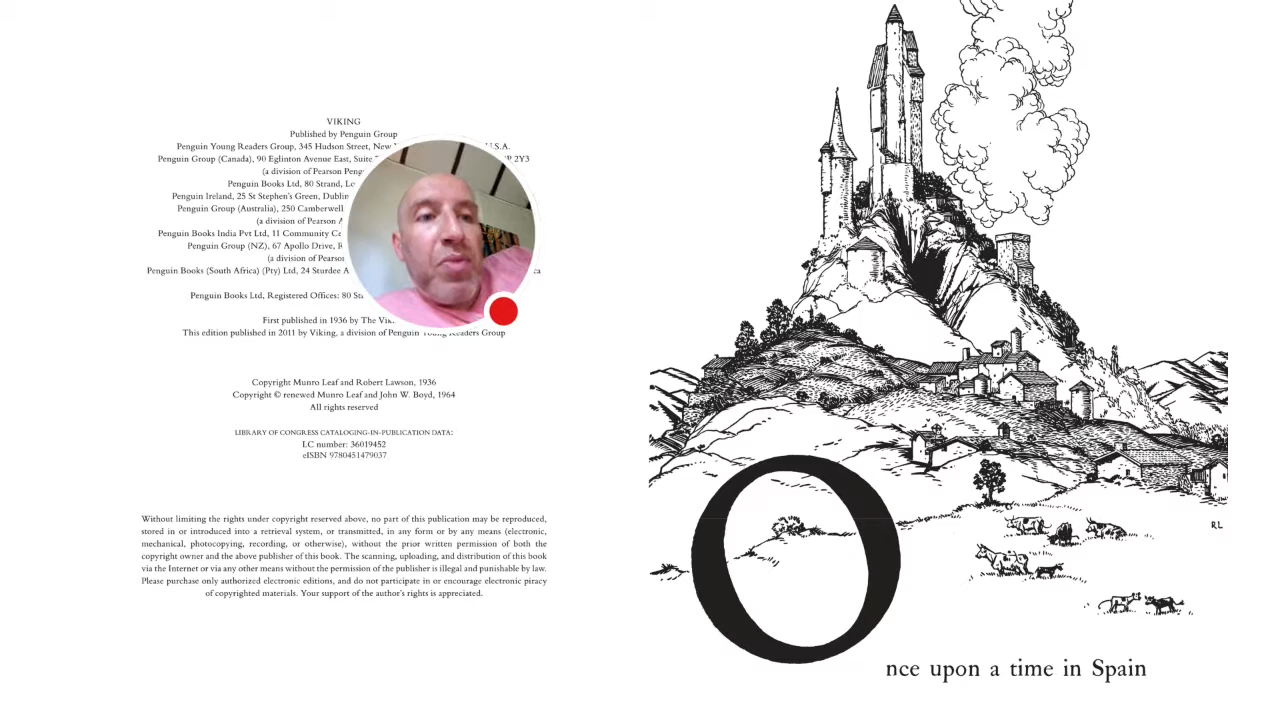 VIKING
Published by Penguin Group
Penguin Young Readers Group, 345 Hudson Street, New U.S.A.
Penguin Group (Canada), 90 Eglinton Avenue East, Suite 2Y3
(a division of Pearson
Penguin Books Ltd, 80 Strand,
Penguin Ireland, 25 St Stephen's Green, Dublin
Penguin Group (Australia), 250 Camberwell
(a division of Pearson
Penguin Books India Pvt Ltd, 11 Community
Penguin Group (NZ), 67 Apollo Drive,
(a division of Pearson
Penguin Books (South Africa) (Pty) Ltd, 24 Sturdee
Penguin Books Ltd, Registered Offices: 80
First published in 1936 by The
This edition published in 2011 by Viking, a division of Penguin Young Readers Group
Copyright Munro Leaf and Robert Lawson, 1936
Copyright © renewed Munro Leaf and John W. Boyd, 1964
All rights reserved
LIBRARY OF CONGRESS CATALOGING-IN-PUBLICATION DATA:
LC number: 36019452
eISBN 9780451479037
Without limiting the rights under copyright reserved above, no part of this publication may be reproduced,
stored in or introduced into a retrieval system, or transmitted, in any form or by any means (electronic,
mechanical, photocopying, recording, or otherwise), without the prior written permission of both the
copyright owner and the above publisher of this book. The scanning, uploading, and distribution of this book
via the Internet or via any other means without the permission of the publisher is illegal and punishable by law.
Please purchase only authorized electronic editions, and do not participate in or encourage electronic piracy
of copyrighted materials. Your support of the author's rights is appreciated.
R.L
Once upon a time in Spain